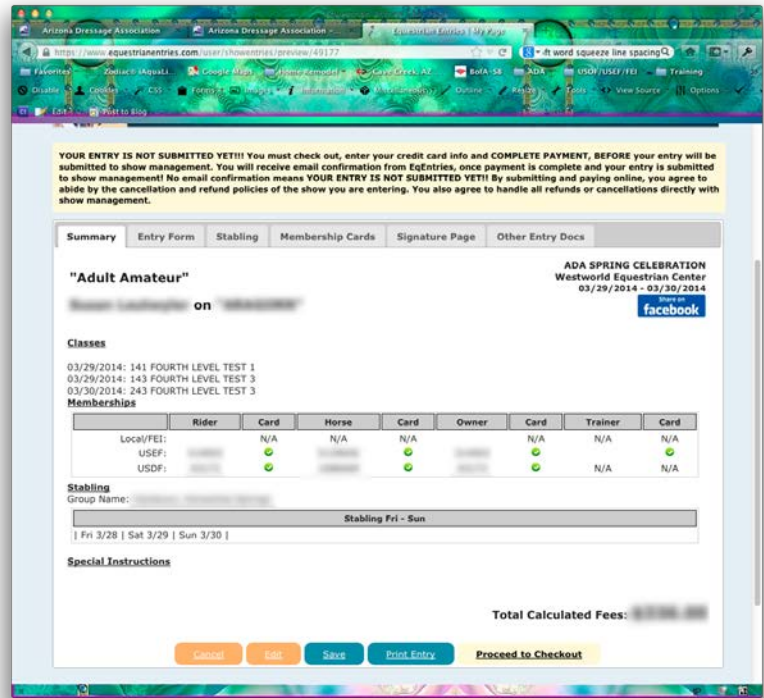 Arizona Dressage Association
Arizona Dressage Association - ...
Equestrian Entries | My Page
https://www.equestrianentries.com/user/showentries/preview/49177
-ft word squeeze line spacing
Favorites Zodiac® iAquaLi... Google Maps Home Remodel Cave Creek, AZ BofA-SB ADA USDF/USEF/FEI Training
Disable Cookies CSS Forms Images Information Miscellaneous Outline Resize Tools View Source Options
Edit Post to Blog
YOUR ENTRY IS NOT SUBMITTED YET!!! You must check out, enter your credit card info and COMPLETE PAYMENT, BEFORE your entry will be
submitted to show management. You will receive email confirmation from EqEntries, once payment is complete and your entry is submitted
to show management! No email confirmation means YOUR ENTRY IS NOT SUBMITTED YET!! By submitting and paying online, you agree to
abide by the cancellation and refund policies of the show you are entering. You also agree to handle all refunds or cancellations directly with
show management.
Summary Entry Form Stabling Membership Cards Signature Page Other Entry Docs
"Adult Amateur"
on
ADA SPRING CELEBRATION
Westworld Equestrian Center
03/29/2014 - 03/30/2014
Share on
facebook
Classes
03/29/2014: 141 FOURTH LEVEL TEST 1
03/29/2014: 143 FOURTH LEVEL TEST 3
03/30/2014: 243 FOURTH LEVEL TEST 3
Memberships
Rider Card Horse Card Owner Card Trainer Card
Local/FEI: N/A N/A N/A N/A N/A N/A
USEF:
USDF: N/A N/A
Stabling
Group Name:
Stabling Fri - Sun
| Fri 3/28 | Sat 3/29 | Sun 3/30 |
Special Instructions
Total Calculated Fees:
Cancel Edit Save Print Entry Proceed to Checkout